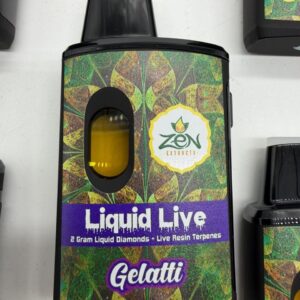 ZEN
EXTRACTS
Liquid Live
2 Gram Liquid Diamonds - Live Resin Terpenes
Gelatti